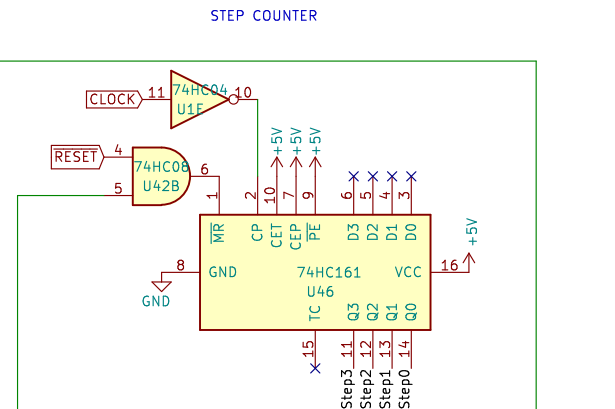 STEP COUNTER
74HC04
CLOCK 11 10
U1E
+5V +5V +5V
RESET 4
74HC08
6
5 U42B
1 2 10 7 9 6 5 4 3
MR CP CET CEP PE D3 D2 D1 D0
+5V
8 GND 74HC161 VCC 16
U46
GND
TC Q3 Q2 Q1 Q0
15 11 12 13 14
Step3 Step2 Step1 Step0